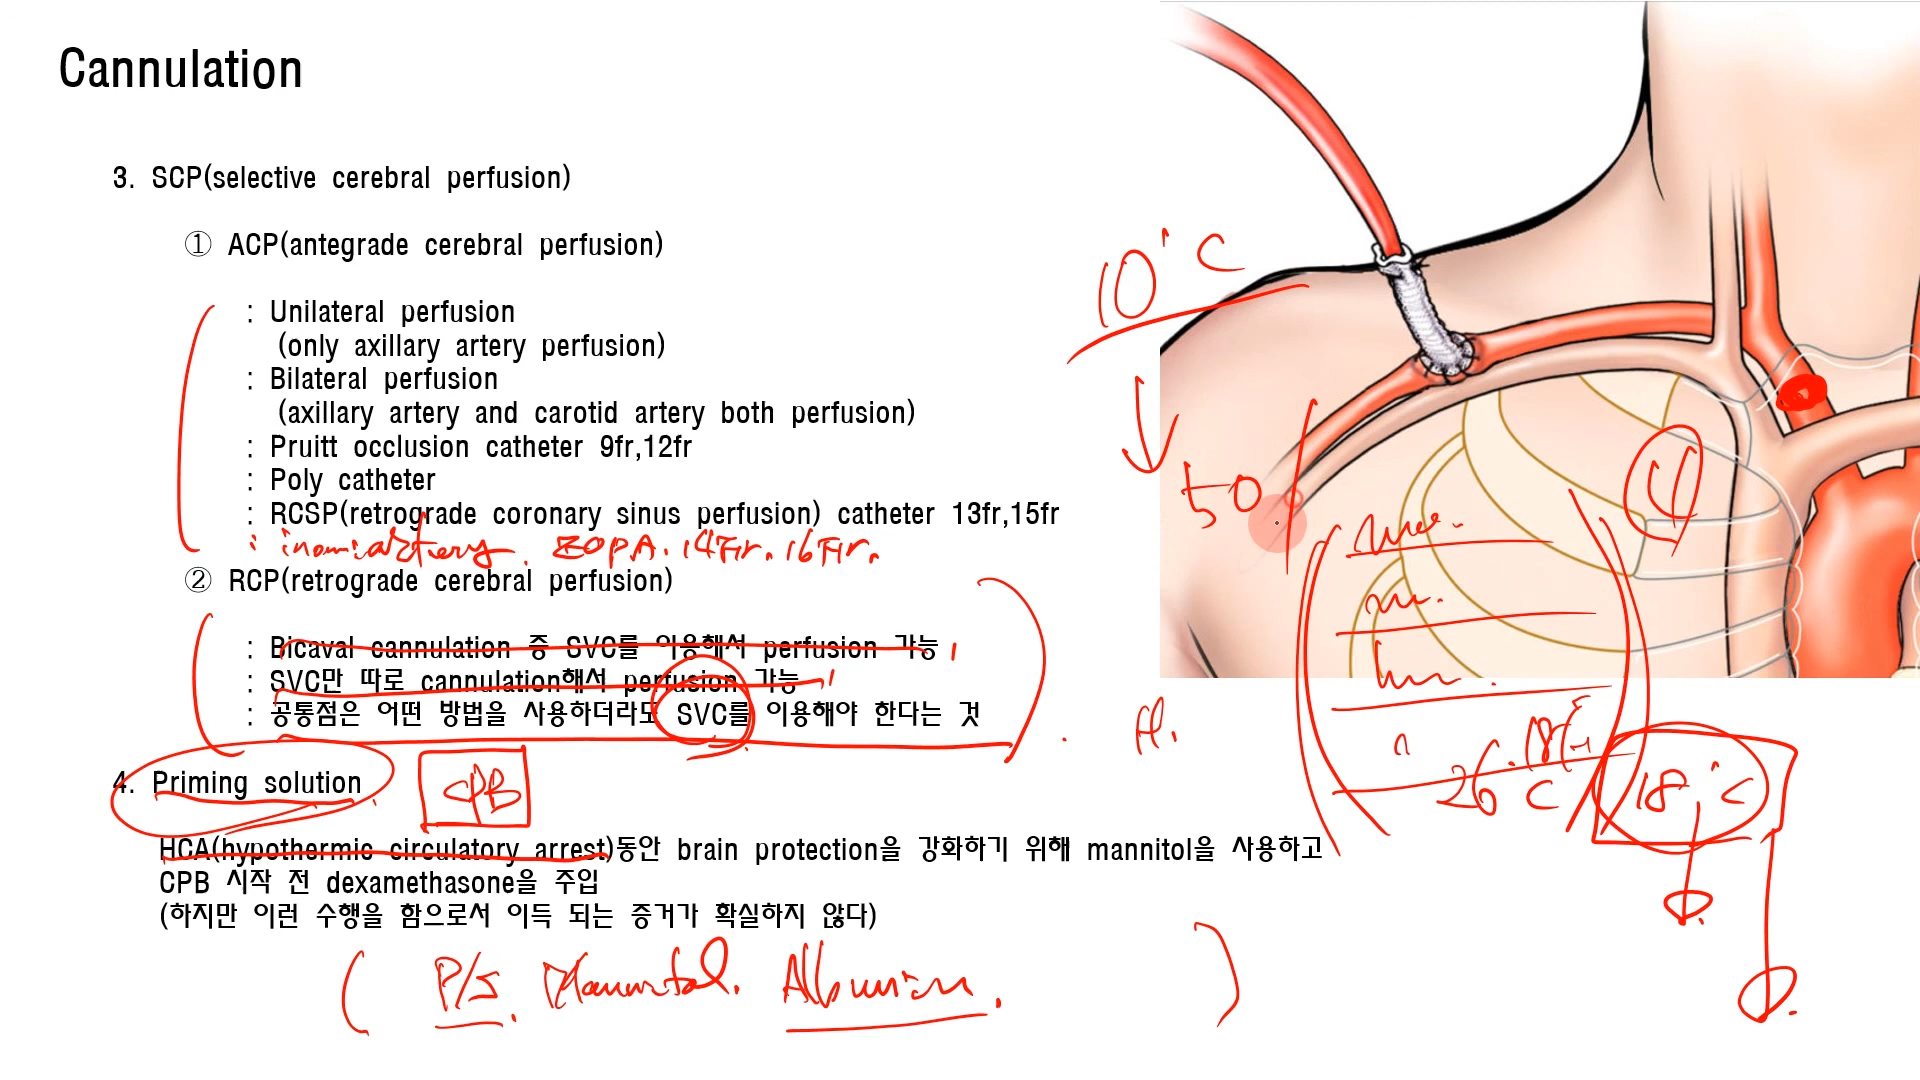 Cannulation
3. SCP(selective cerebral perfusion)
① ACP(antegrade cerebral perfusion)
: Unilateral perfusion
(only axillary artery perfusion)
: Bilateral perfusion
(axillary artery and carotid artery both perfusion)
: Pruitt occlusion catheter 9fr,12fr
: Poly catheter
: RCSP(retrograde coronary sinus perfusion) catheter 13fr,15fr
14Fr. 16Fr.
② RCP(retrograde cerebral perfusion)
: Bicaval cannulation 중 SVC를 이용해서 perfusion 가능
: SVC만 따로 cannulation해서 perfusion 가능
: 공통점은 어떤 방법을 사용하더라도 SVC를 이용해야 한다는 것
4. Priming solution
CPB
HCA(hypothermic circulatory arrest)동안 brain protection을 강화하기 위해 mannitol을 사용하고
CPB 시작 전 dexamethasone을 주입
(하지만 이런 수행을 함으로서 이득 되는 증거가 확실하지 않다)
( P/S. Mannitol. Albumin. )
10°C
50
26°C
18°C